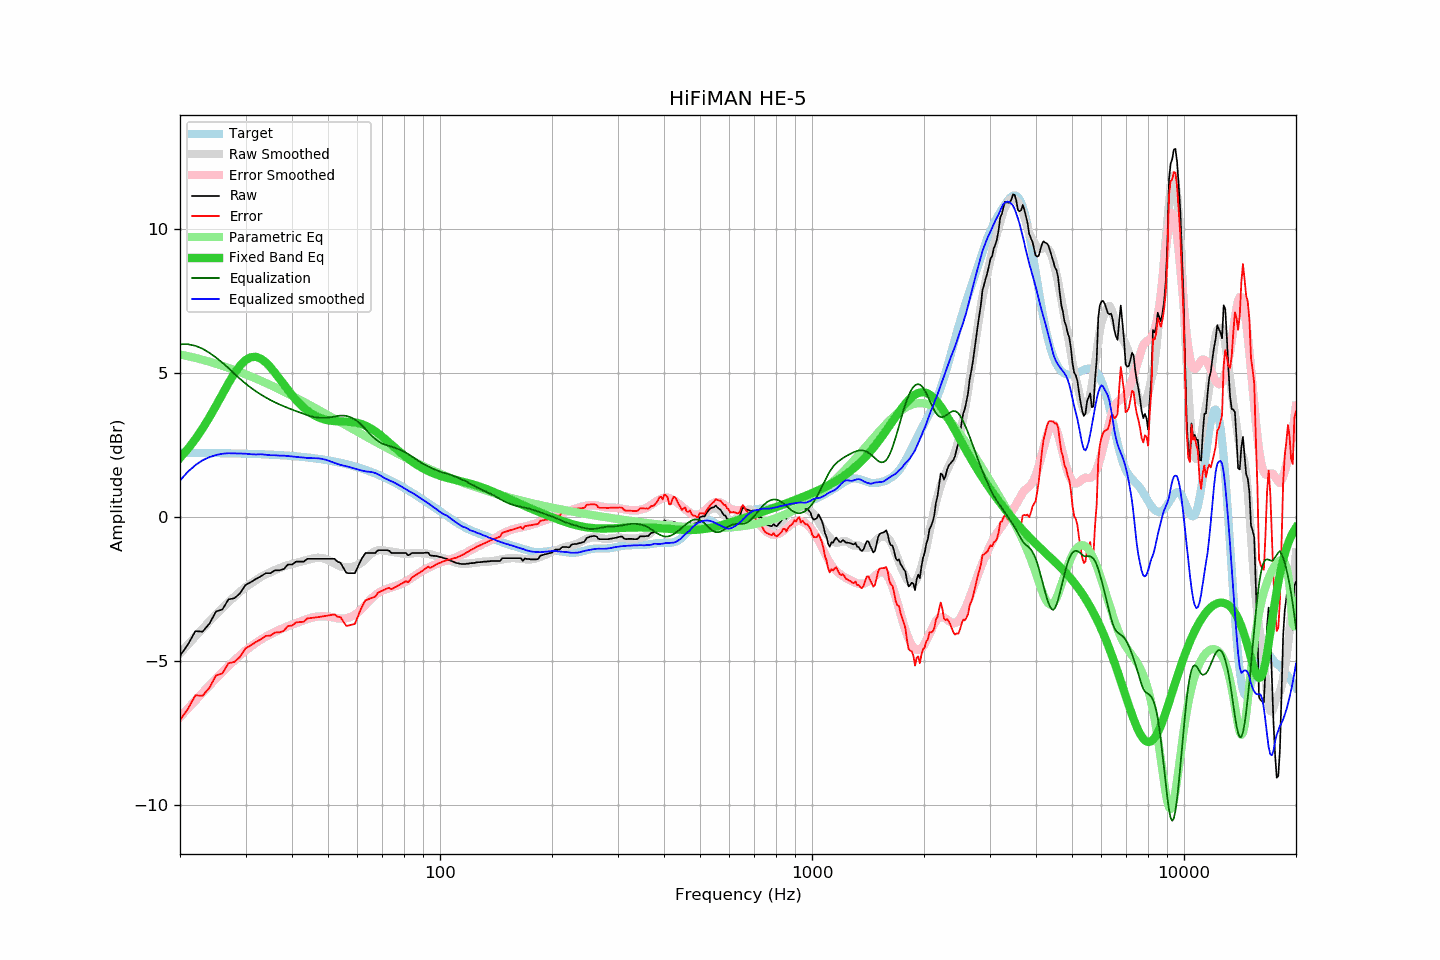 HiFiMAN HE-5
Target
Raw Smoothed
Error Smoothed
Raw
Error
Parametric Eq
Fixed Band Eq
Equalization
Equalized smoothed
10
5
0
−5
−10
Amplitude (dBr)
100
1000
10000
Frequency (Hz)